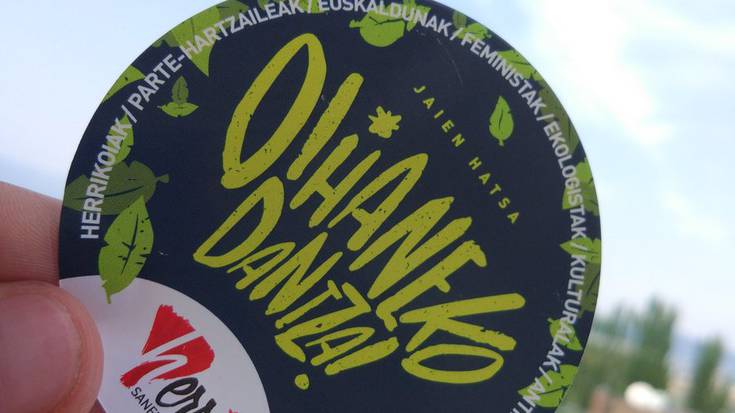 HERRIKOIAK / PARTE-HARTZAILEAK / EUSKALDUNAK / FEMINISTAK / EKOLOGISTAK / KULTURALAK /
JAIEN HATSA
OIHANEKO
DANTZA!